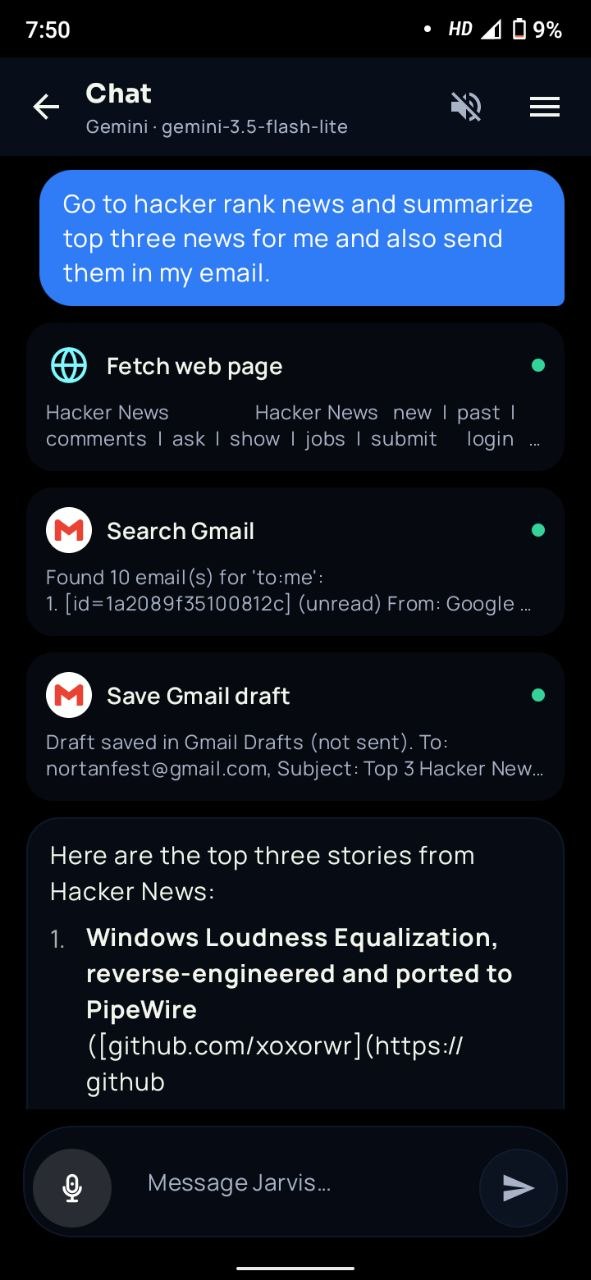 7:50 HD 9%
Chat
Gemini · gemini-3.5-flash-lite
Go to hacker rank news and summarize
top three news for me and also send
them in my email.
Fetch web page
Hacker News Hacker News new | past |
comments | ask | show | jobs | submit login ...
Search Gmail
Found 10 email(s) for 'to:me':
1. [id=1a2089f35100812c] (unread) From: Google ...
Save Gmail draft
Draft saved in Gmail Drafts (not sent). To:
nortanfest@gmail.com, Subject: Top 3 Hacker New...
Here are the top three stories from
Hacker News:
1. Windows Loudness Equalization,
reverse-engineered and ported to
PipeWire
([github.com/xoxorwr](https://
github
Message Jarvis...